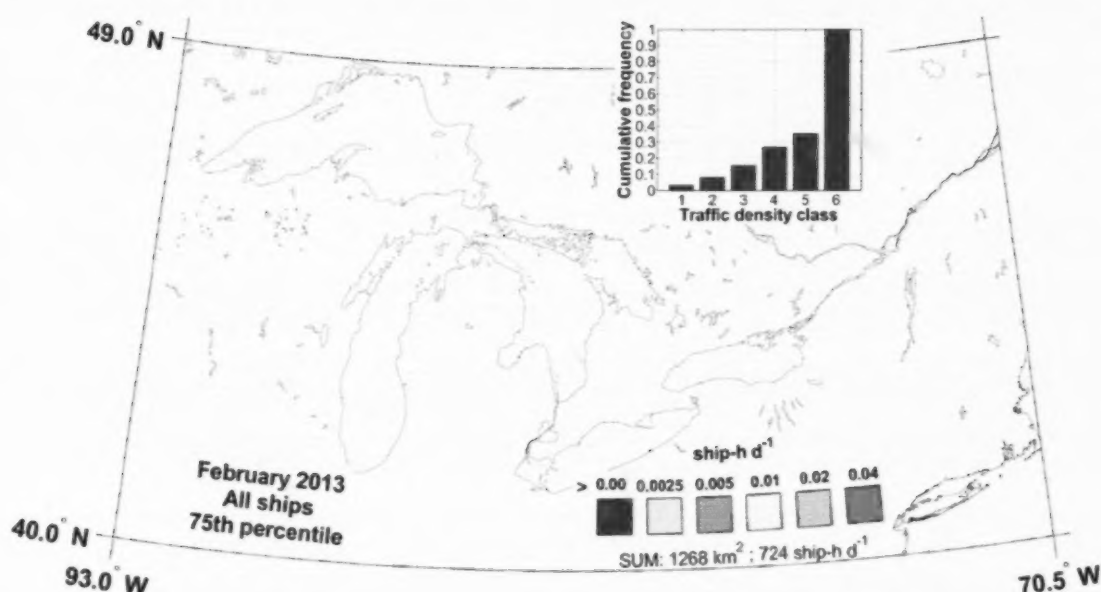 49.0° N
Cumulative frequency
1
0.9
0.8
0.7
0.6
0.5
0.4
0.3
0.2
0.1
0
1 2 3 4 5 6
Traffic density class
February 2013
All ships
75th percentile
ship-h d⁻¹
> 0.00 0.0025 0.005 0.01 0.02 0.04
SUM: 1268 km² ; 724 ship-h d⁻¹
40.0° N
93.0° W
70.5° W